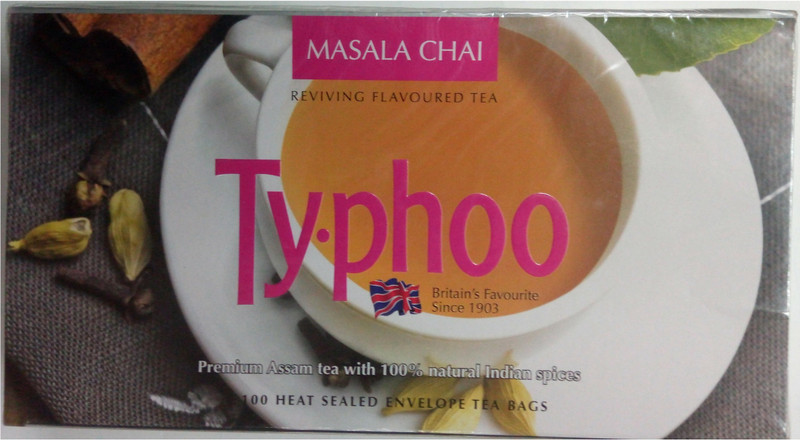 MASALA CHAI
REVIVING FLAVOURED TEA
Ty·phoo
Britain's Favourite
Since 1903
Premium Assam tea with 100% natural Indian spices
100 HEAT SEALED ENVELOPE TEA BAGS